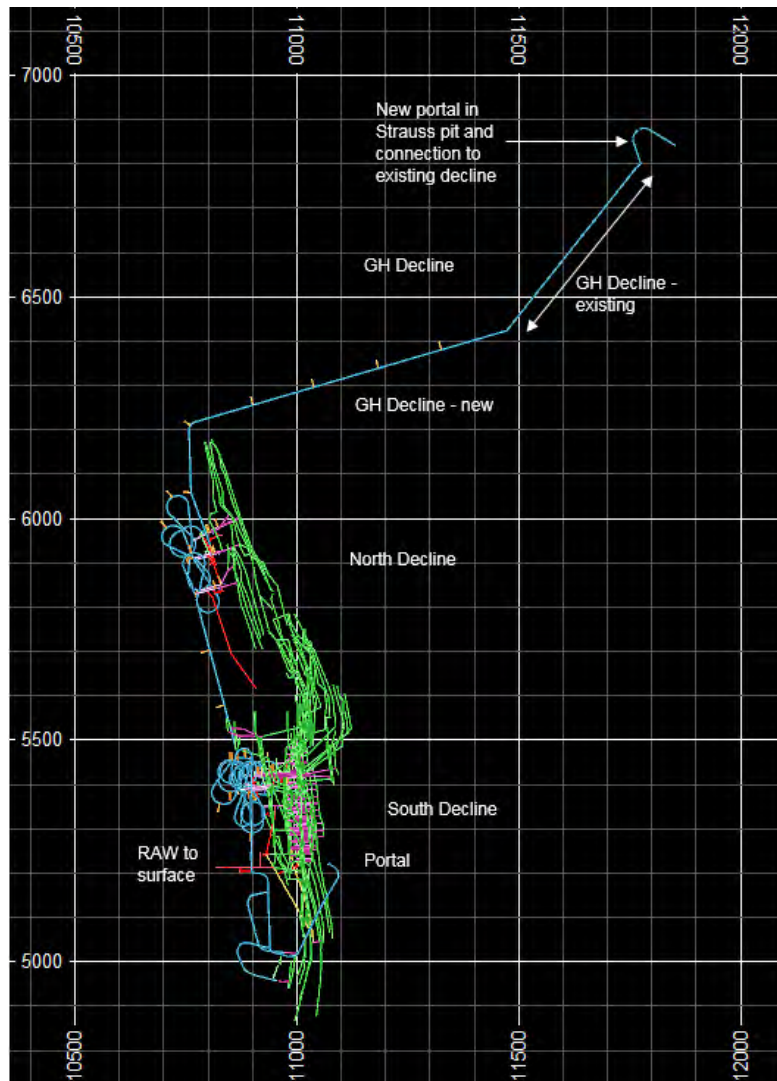 10500
11000
11500
12000
7000
New portal in
Strauss pit and
connection to
existing decline
GH Decline
GH Decline -
existing
6500
GH Decline - new
6000
North Decline
5500
South Decline
RAW to
surface
Portal
5000
10500
11000
11500
12000